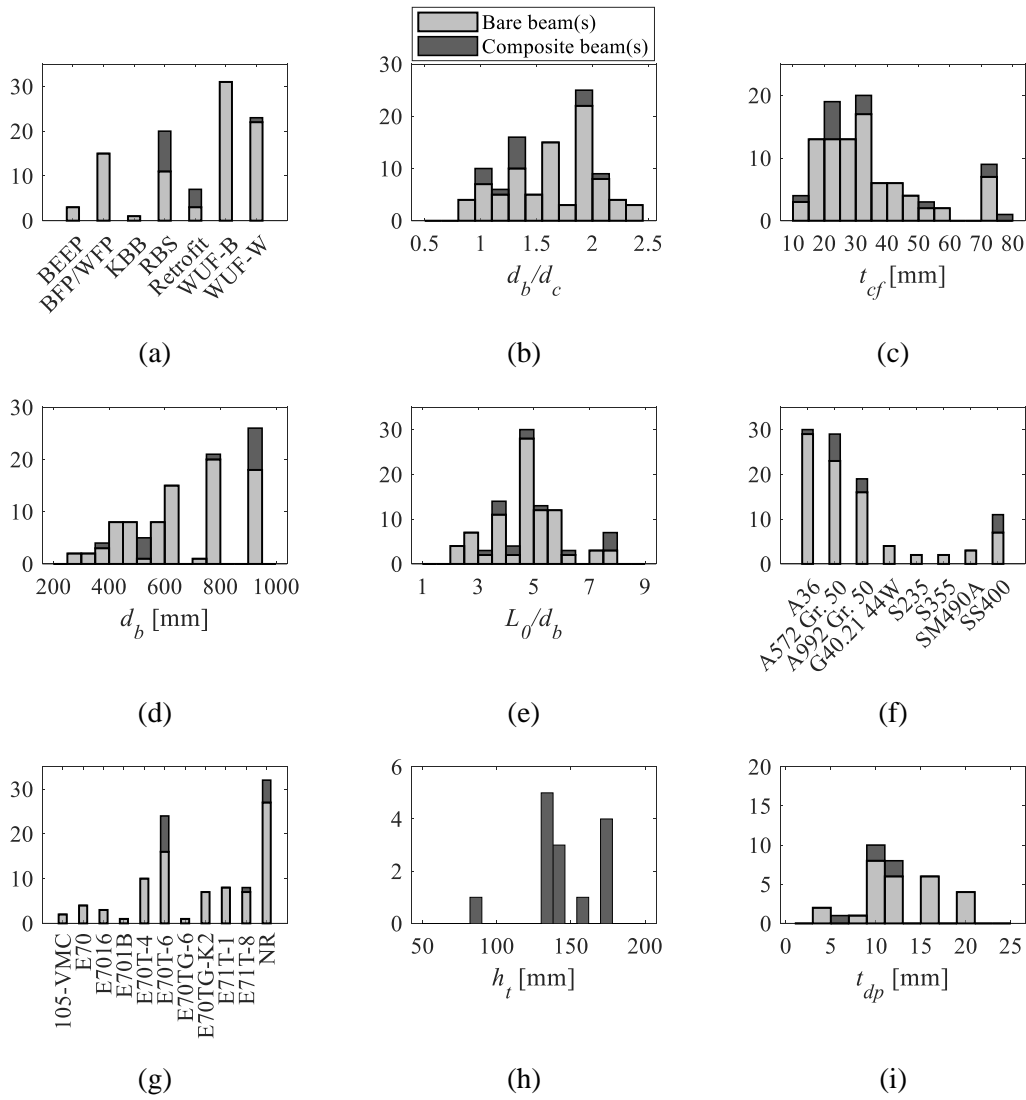 Bare beam(s)
Composite beam(s)
30
20
10
0
BEEP
BFP/WFP
KBB
RBS
Retrofit
WUF-B
WUF-W
(a)
30
20
10
0
0.5 1 1.5 2 2.5
d_b/d_c
(b)
20
10
0
10 20 30 40 50 60 70 80
t_cf [mm]
(c)
30
20
10
0
200 400 600 800 1000
d_b [mm]
(d)
30
20
10
0
1 3 5 7 9
L_0/d_b
(e)
30
20
10
0
A36
A572 Gr. 50
A992 Gr. 50
G40.21 44W
S235
S355
SM490A
SS400
(f)
30
20
10
0
105-VMC
E70
E7016
E701B
E70T-4
E70T-6
E70TG-6
E70TG-K2
E71T-1
E71T-8
NR
(g)
6
4
2
0
50 100 150 200
h_t [mm]
(h)
20
15
10
5
0
0 5 10 15 20 25
t_dp [mm]
(i)